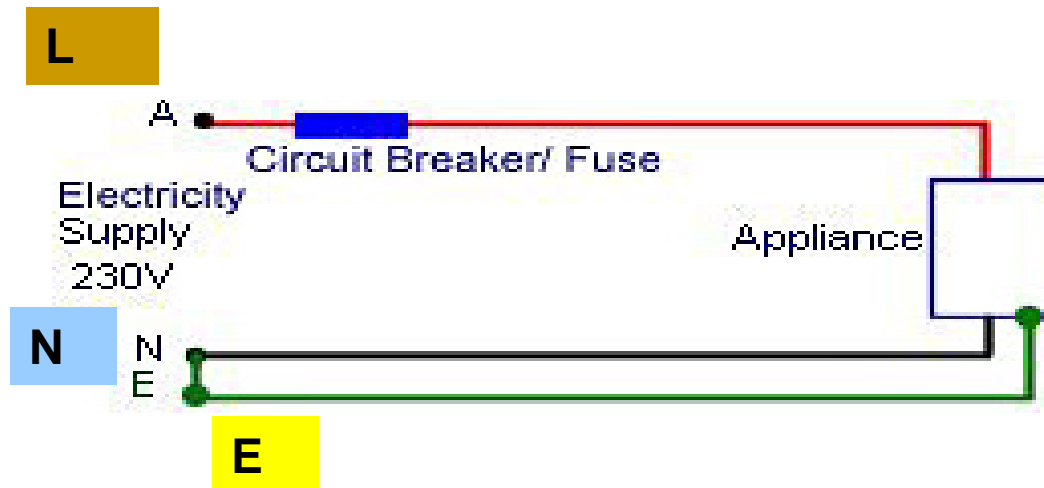 L
A
Circuit Breaker/ Fuse
Electricity
Supply
230V
Appliance
N
N
E
E